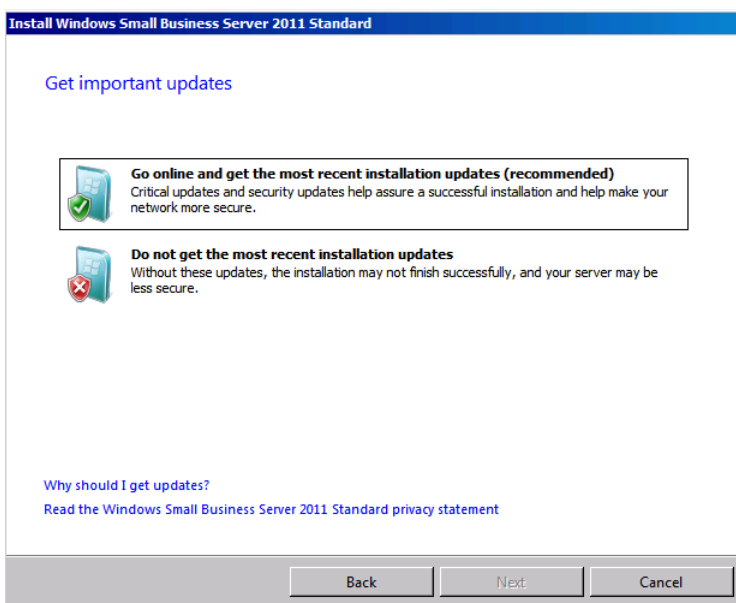 Install Windows Small Business Server 2011 Standard
Get important updates
Go online and get the most recent installation updates (recommended)
Critical updates and security updates help assure a successful installation and help make your
network more secure.
Do not get the most recent installation updates
Without these updates, the installation may not finish successfully, and your server may be
less secure.
Why should I get updates?
Read the Windows Small Business Server 2011 Standard privacy statement
Back Next Cancel